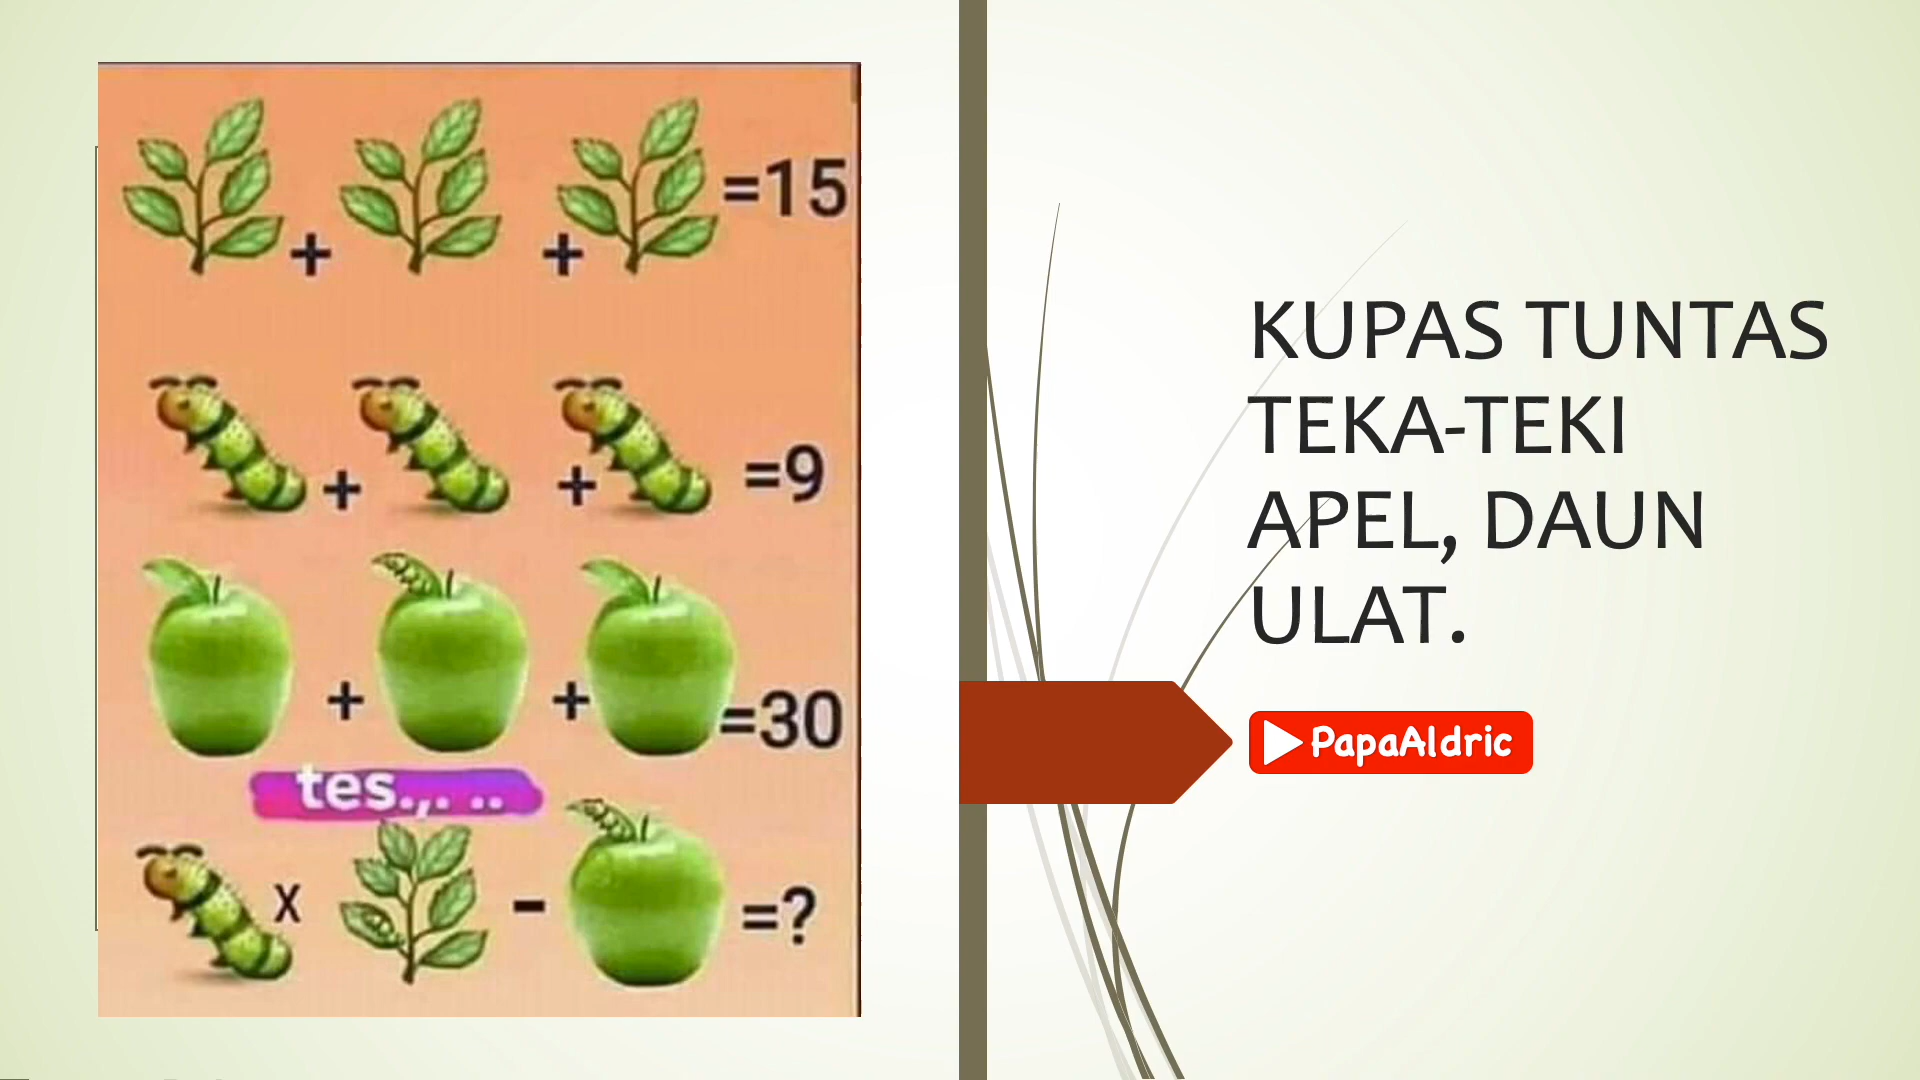 + + =15
+ + =9
+ + =30
tes.,. ..
x - =?
KUPAS TUNTAS
TEKA-TEKI
APEL, DAUN
ULAT.
PapaAldric